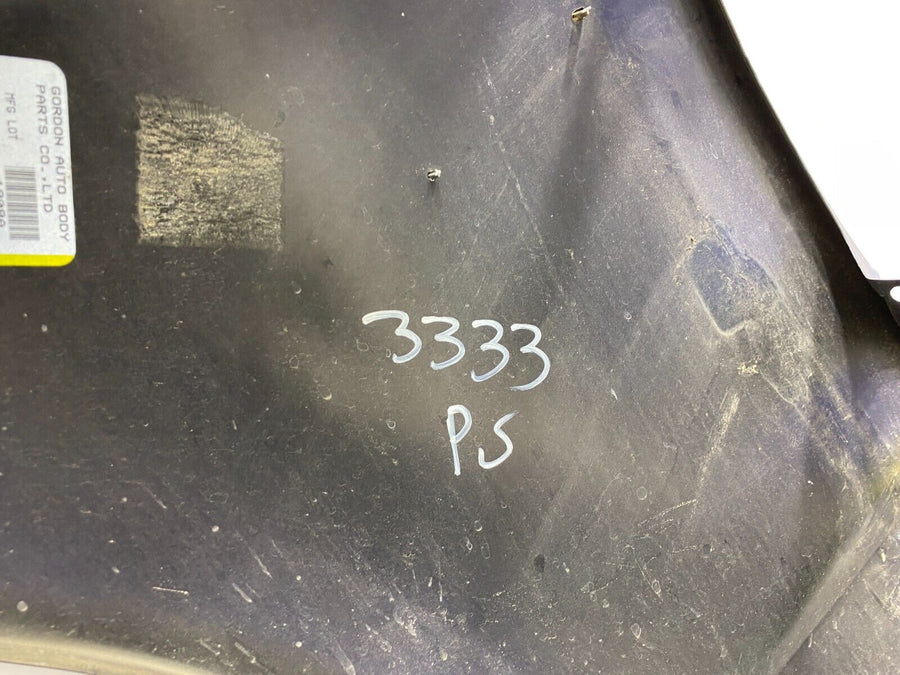 GORDON AUTO BODY
PARTS CO., LTD
MFG LOT
3333
PS